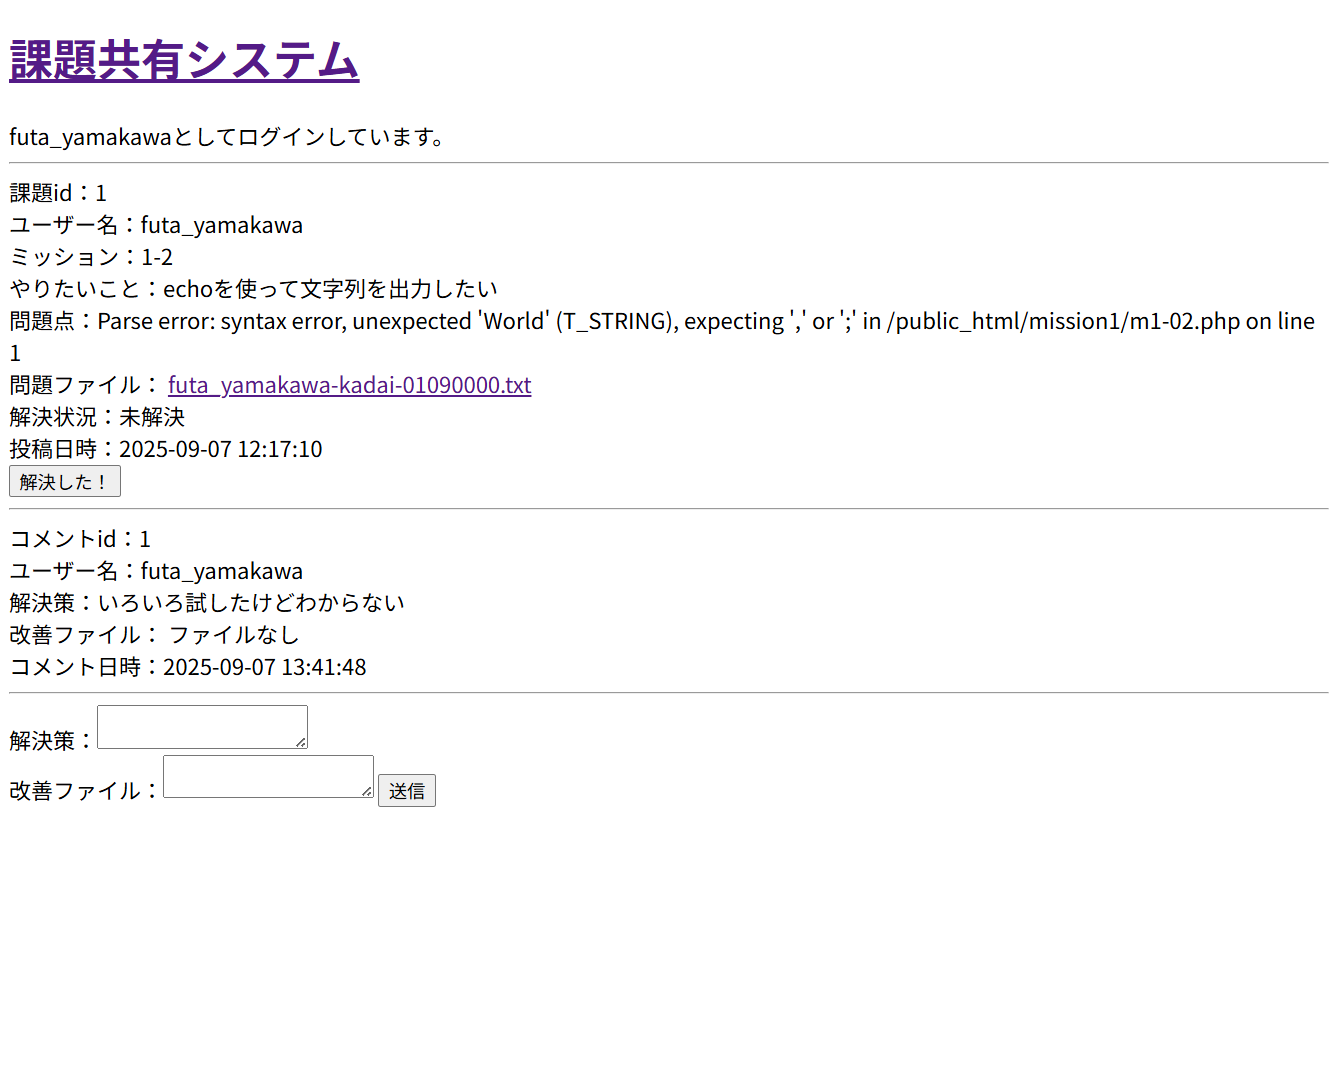 課題共有システム
futa_yamakawaとしてログインしています。
課題id：1
ユーザー名：futa_yamakawa
ミッション：1-2
やりたいこと：echoを使って文字列を出力したい
問題点：Parse error: syntax error, unexpected 'World' (T_STRING), expecting ',' or ';' in /public_html/mission1/m1-02.php on line
1
問題ファイル： futa_yamakawa-kadai-01090000.txt
解決状況：未解決
投稿日時：2025-09-07 12:17:10
解決した！
コメントid：1
ユーザー名：futa_yamakawa
解決策：いろいろ試したけどわからない
改善ファイル： ファイルなし
コメント日時：2025-09-07 13:41:48
解決策：
改善ファイル： 送信